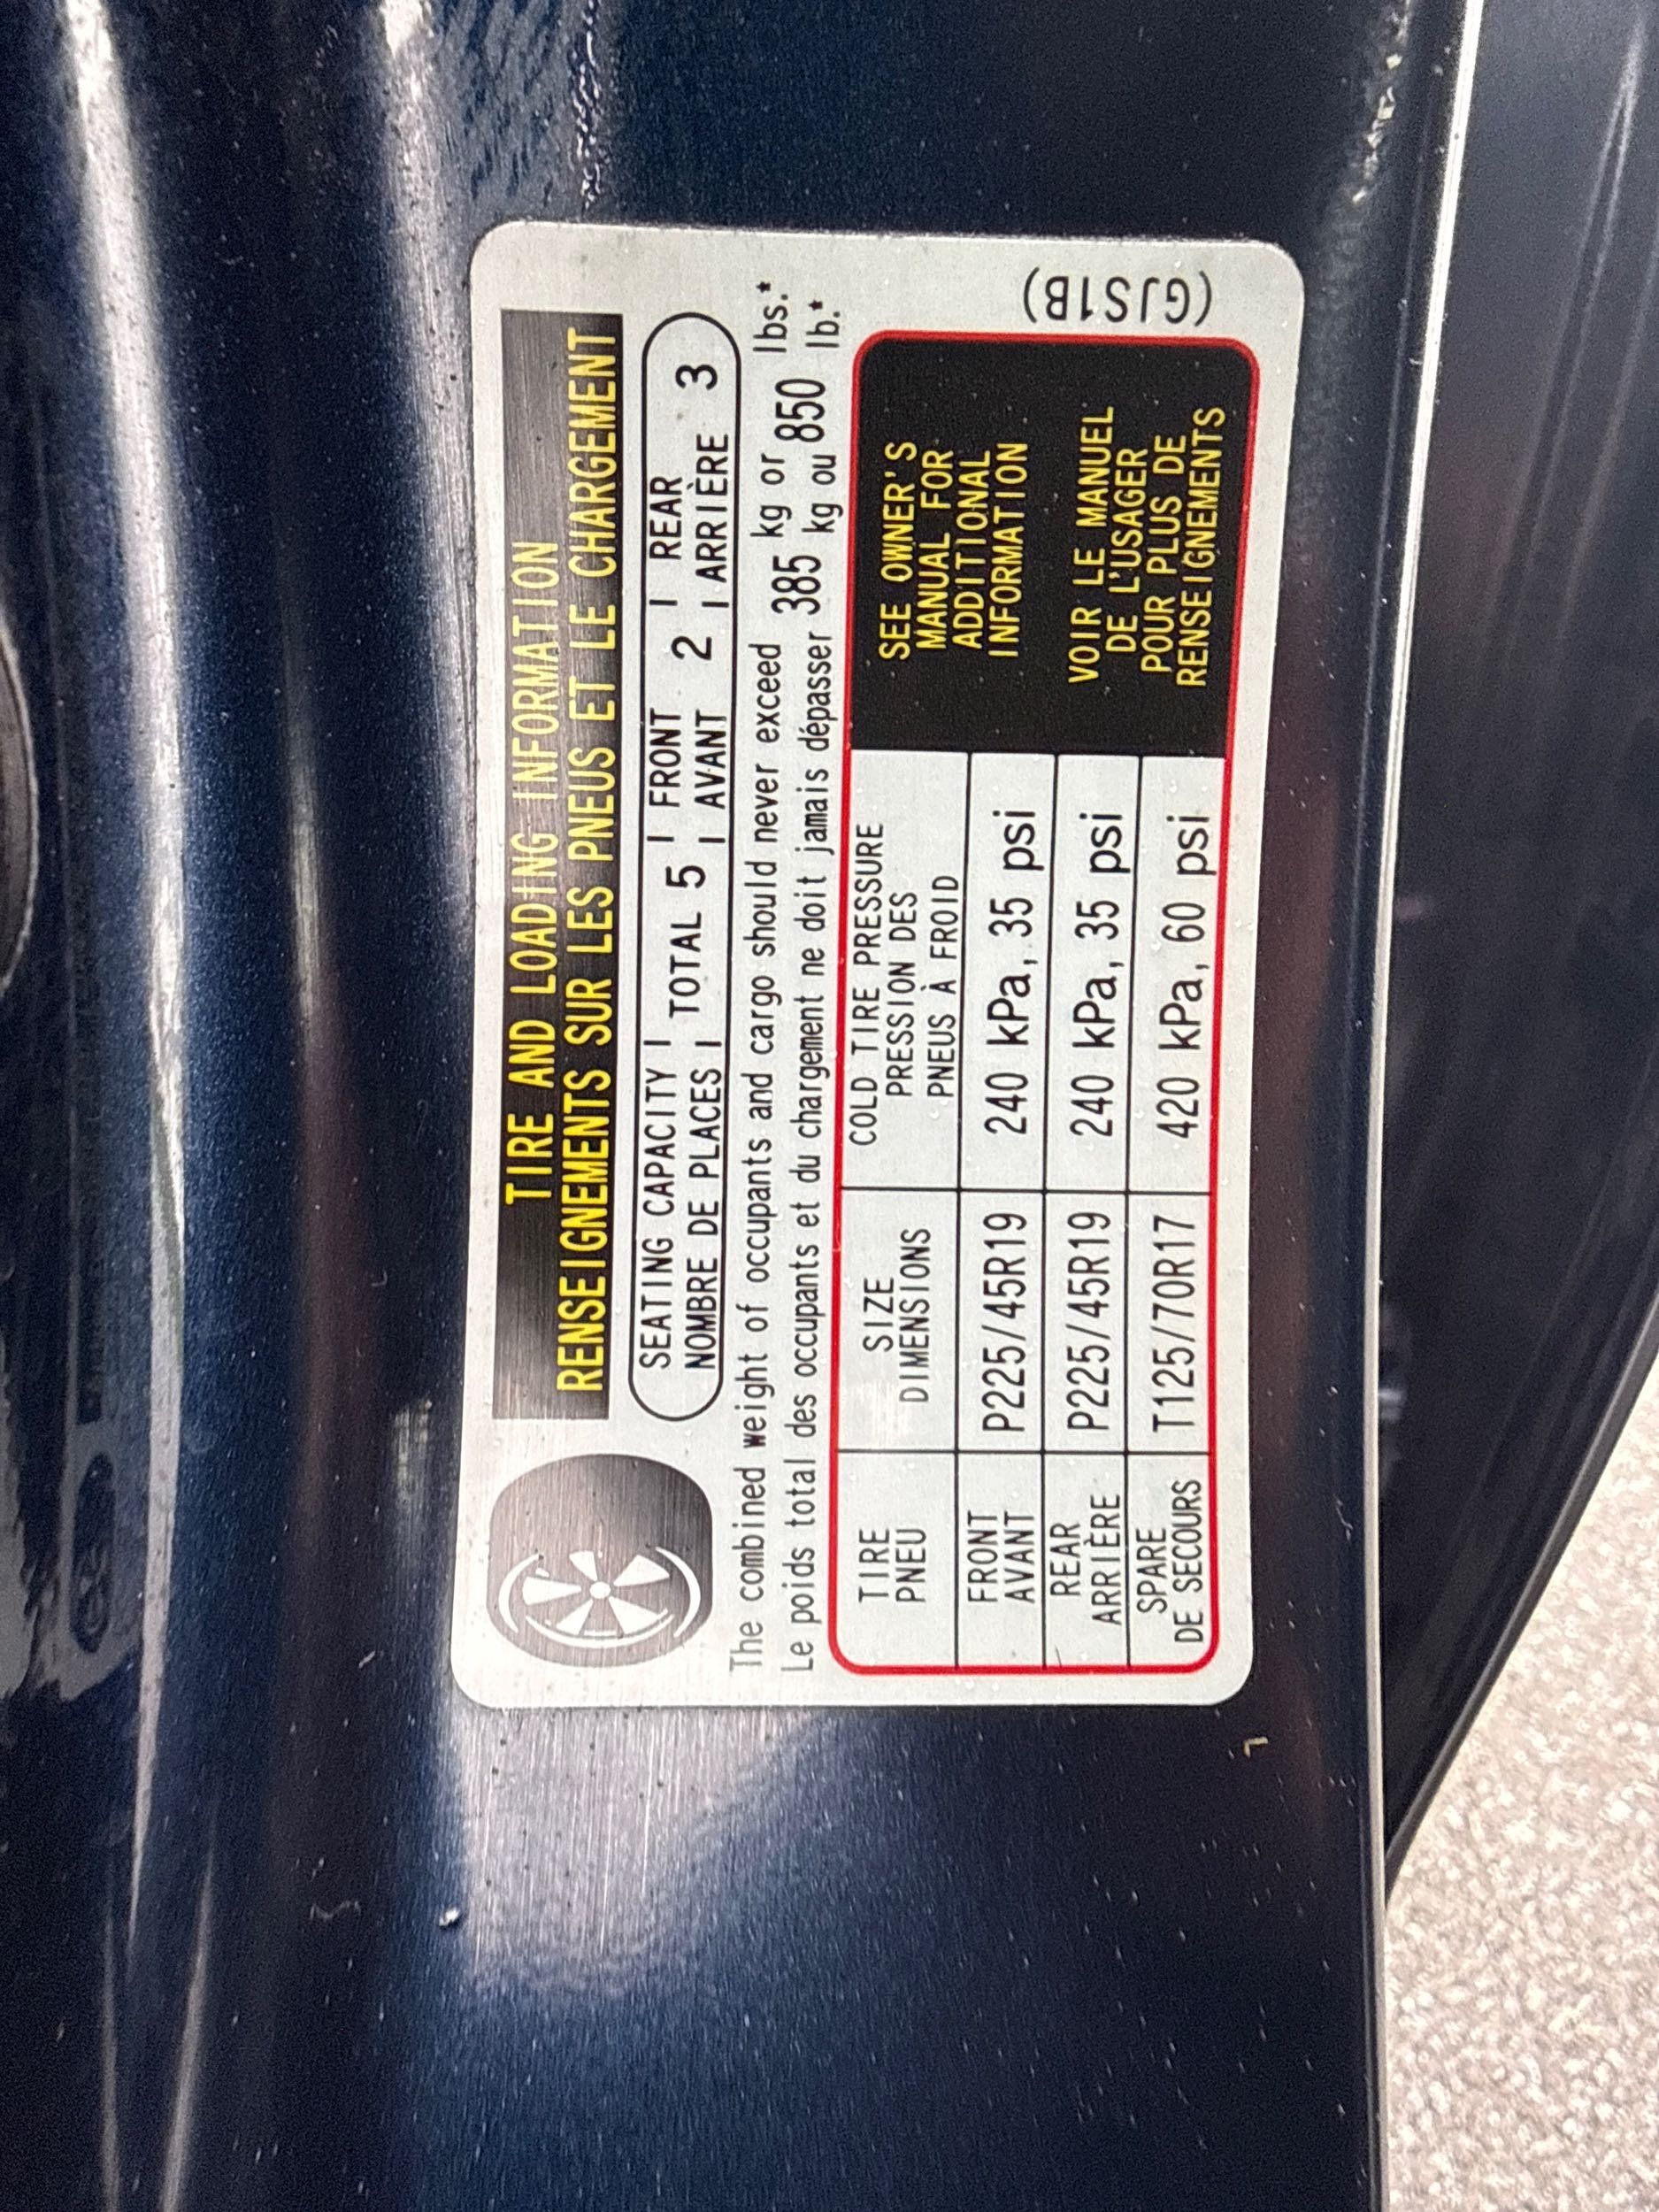 TIRE AND LOADING INFORMATION
RENSEIGNEMENTS SUR LES PNEUS ET LE CHARGEMENT
SEATING CAPACITY | TOTAL 5 | FRONT 2 | REAR 3
NOMBRE DE PLACES | AVANT | ARRIÈRE
The combined weight of occupants and cargo should never exceed 385 kg or 850 lbs.*
Le poids total des occupants et du chargement ne doit jamais dépasser 385 kg ou 850 lb.*
TIRE
PNEU
SIZE
DIMENSIONS
COLD TIRE PRESSURE
PRESSION DES
PNEUS À FROID
FRONT
AVANT
P225/45R19
240 kPa, 35 psi
REAR
ARRIÈRE
P225/45R19
240 kPa, 35 psi
SPARE
DE SECOURS
T125/70R17
420 kPa, 60 psi
SEE OWNER'S
MANUAL FOR
ADDITIONAL
INFORMATION
VOIR LE MANUEL
DE L'USAGER
POUR PLUS DE
RENSEIGNEMENTS
(GJS1B)